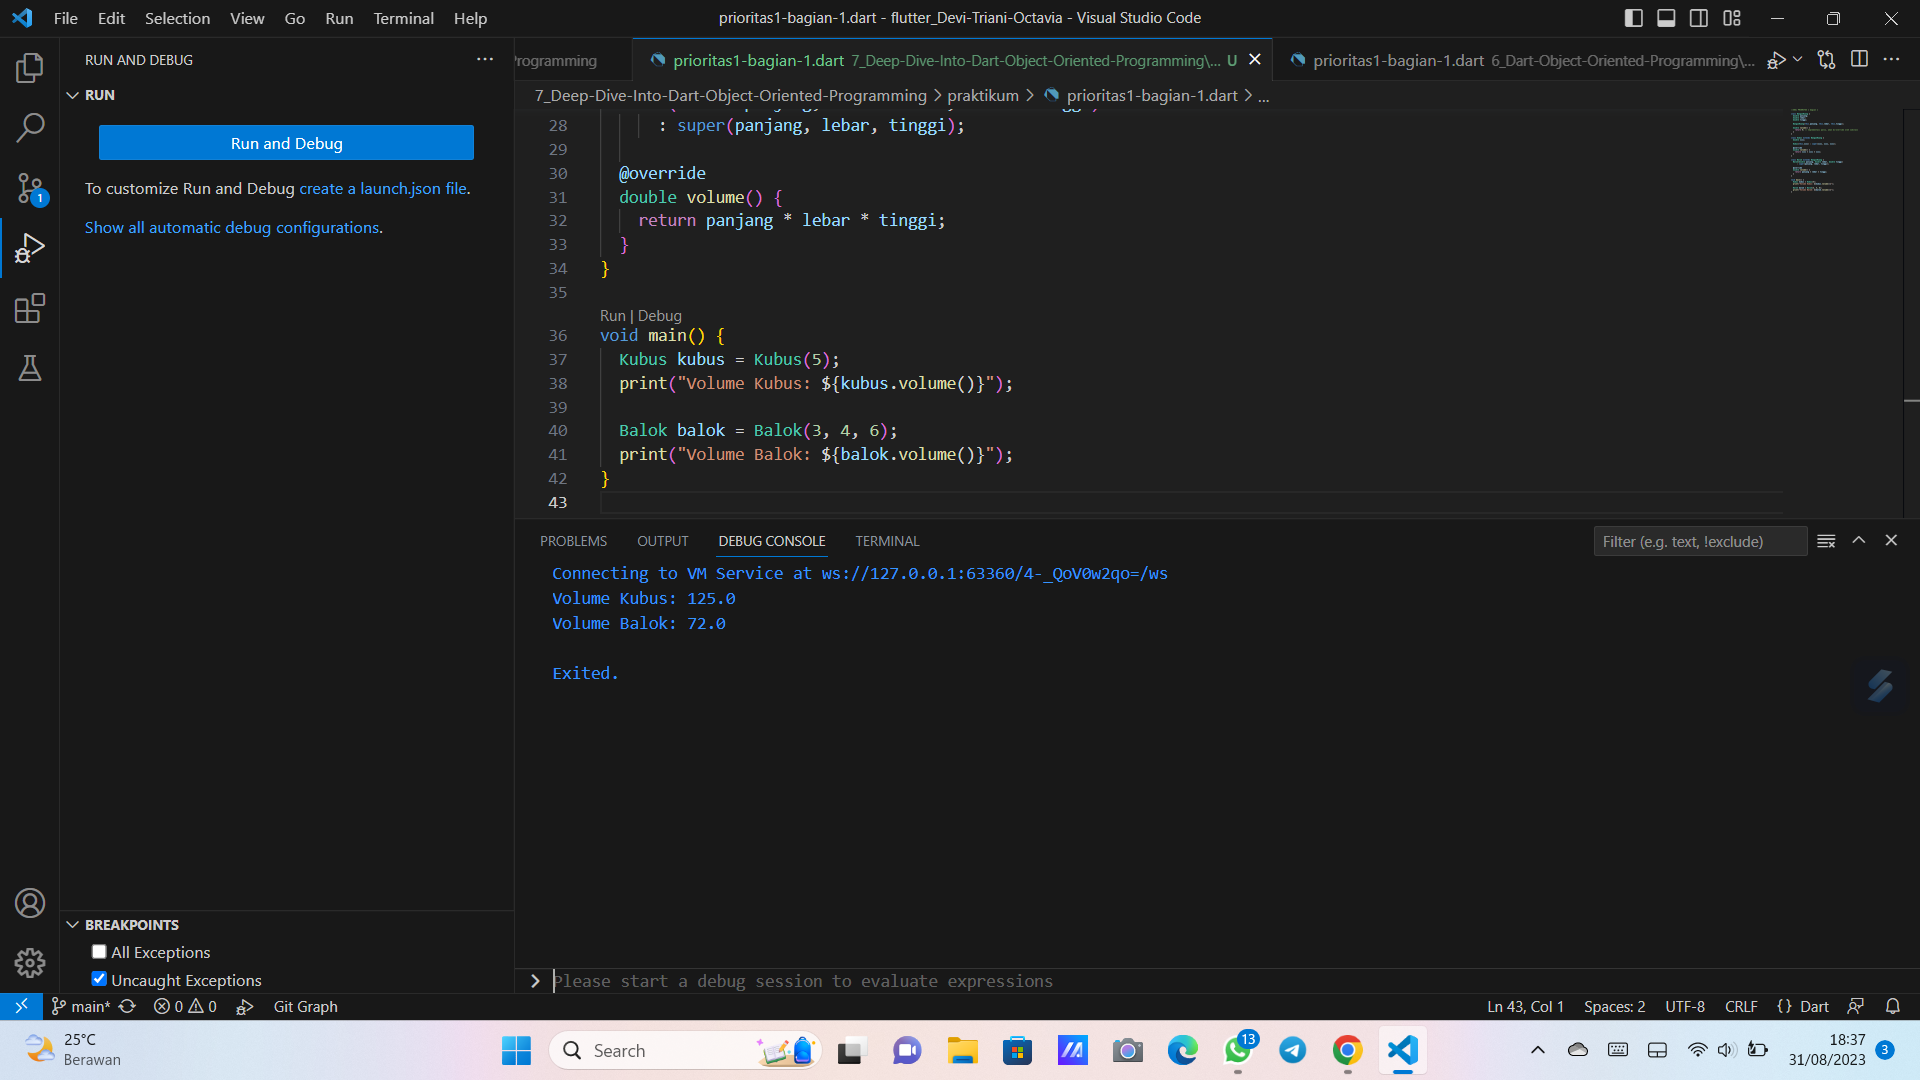 File Edit Selection View Go Run Terminal Help
prioritas1-bagian-1.dart - flutter_Devi-Triani-Octavia - Visual Studio Code
RUN AND DEBUG
RUN
Run and Debug
To customize Run and Debug create a launch.json file.
Show all automatic debug configurations.
BREAKPOINTS
All Exceptions
Uncaught Exceptions
rogramming
prioritas1-bagian-1.dart 7_Deep-Dive-Into-Dart-Object-Oriented-Programming\... U
prioritas1-bagian-1.dart 6_Dart-Object-Oriented-Programming\...
7_Deep-Dive-Into-Dart-Object-Oriented-Programming > praktikum > prioritas1-bagian-1.dart > ...
28 : super(panjang, lebar, tinggi);
29
30 @override
31 double volume() {
32 return panjang * lebar * tinggi;
33 }
34 }
35
Run | Debug
36 void main() {
37 Kubus kubus = Kubus(5);
38 print("Volume Kubus: ${kubus.volume()}");
39
40 Balok balok = Balok(3, 4, 6);
41 print("Volume Balok: ${balok.volume()}");
42 }
43
PROBLEMS OUTPUT DEBUG CONSOLE TERMINAL
Filter (e.g. text, !exclude)
Connecting to VM Service at ws://127.0.0.1:63360/4-_QoV0w2qo=/ws
Volume Kubus: 125.0
Volume Balok: 72.0
Exited.
Please start a debug session to evaluate expressions
1
main* 0 0 Git Graph
Ln 43, Col 1 Spaces: 2 UTF-8 CRLF {} Dart
25°C
Berawan
Search
13
18:37
31/08/2023
3